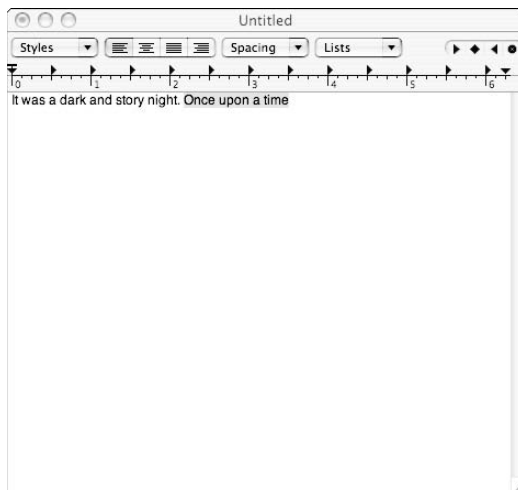 Untitled
Styles Spacing Lists
0 1 2 3 4 5 6
It was a dark and story night. Once upon a time